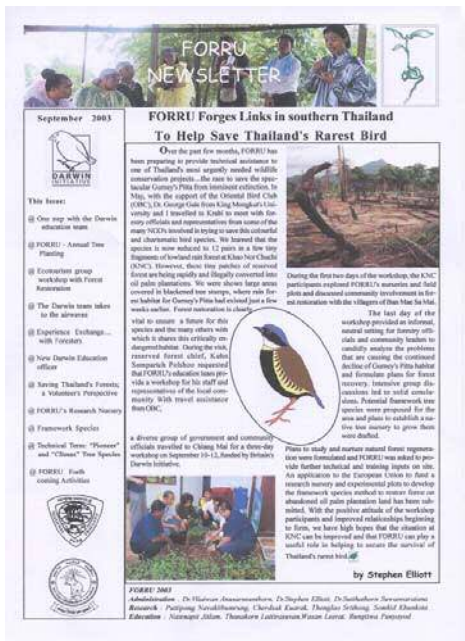 FORRU
NEWSLETTER
September 2003
DARWIN
INITIATIVE
This Issue:
@ One step with the Darwin
education team
@ FORRU - Annual Tree
Planting
@ Ecotourism group
workshop with Forest
Restoration
@ The Darwin team takes
to the airwaves
@ Experience Exchange…
with Foresters
@ New Darwin Education
officer
@ Saving Thailand's Forests;
a Volunteer's Perspective
@ FORRU's Research Nursery
@ Framework Species
@ Technical Term: "Pioneer"
and "Climax" Tree Species
@ FORRU Forth
coming Activities
FORRU Forges Links in southern Thailand
To Help Save Thailand's Rarest Bird
Over the past few months, FORRU has
been preparing to provide technical assistance to
one of Thailand's most urgently needed wildlife
conservation projects…the race to save the spec-
tacular Gurney's Pitta from imminent extinction. In
May, with the support of the Oriental Bird Club
(OBC), Dr. George Gale from King Mongkut's Uni-
versity and I travelled to Krabi to meet with for-
estry officials and representatives from some of the
many NGOs involved in trying to save this colourful
and charismatic bird species. We learned that the
species is now reduced to 12 pairs in a few tiny
fragments of lowland rain forest at Khao Nor Chuchi
(KNC). However, these tiny patches of reserved
forest are being rapidly and illegally converted into
oil palm plantations. We were shown large areas
covered in blackened tree stumps, where rain for-
est habitat for Gurney's Pitta had existed just a few
weeks earlier. Forest restoration is clearly
vital to ensure a future for this
species and the many others with
which it shares this critically en-
dangered habitat. During the visit,
reserved forest chief, Kuhn
Sompratch Polchoo requested
that FORRU's education team pro-
vide a workshop for his staff and
representatives of the local com-
munity With travel assistance
from OBC,
a diverse group of government and community
officials travelled to Chiang Mai for a three-day
workshop on September 10-12, funded by Britain's
Darwin Initiative.
During the first two days of the workshop, the KNC
participants explored FORRU's nurseries and field
plots and discussed community involvement in for-
est restoration with the villagers of Ban Mae Sa Mai.
The last day of the
workshop provided an informal,
neutral setting for forestry offi-
cials and community leaders to
candidly analyze the problems
that are causing the continued
decline of Gurney's Pitta habitat
and formulate plans for forest
recovery. Intensive group dis-
cussions led to solid conclu-
sions. Potential framework tree
species were proposed for the
area and plans to establish a na-
tive tree nursery to grow them
were drafted.
Plans to study and nurture natural forest regenera-
tion were formulated and FORRU was asked to pro-
vide further technical and training inputs on site.
An application to the European Union to fund a
research nursery and experimental plots to develop
the framework species method to restore forest on
abandoned oil palm plantation land has been sub-
mitted. With the positive attitude of the workshop
participants and improved relationships beginning
to form, we have high hopes that the situation at
KNC can be improved and that FORRU can play a
useful role in helping to secure the survival of
Thailand's rarest bird.
by Stephen Elliott
FORRU 2003
Administration : Dr.Vilaiwan Anusarnsunthorn, Dr.Stephen Elliott, Dr.Sutthathorn Suwannaratana
Research : Puttipong Navakitbumrung, Cherdsak Kuarak, Thonglao Srithong, Somkid Khunkota
Education :